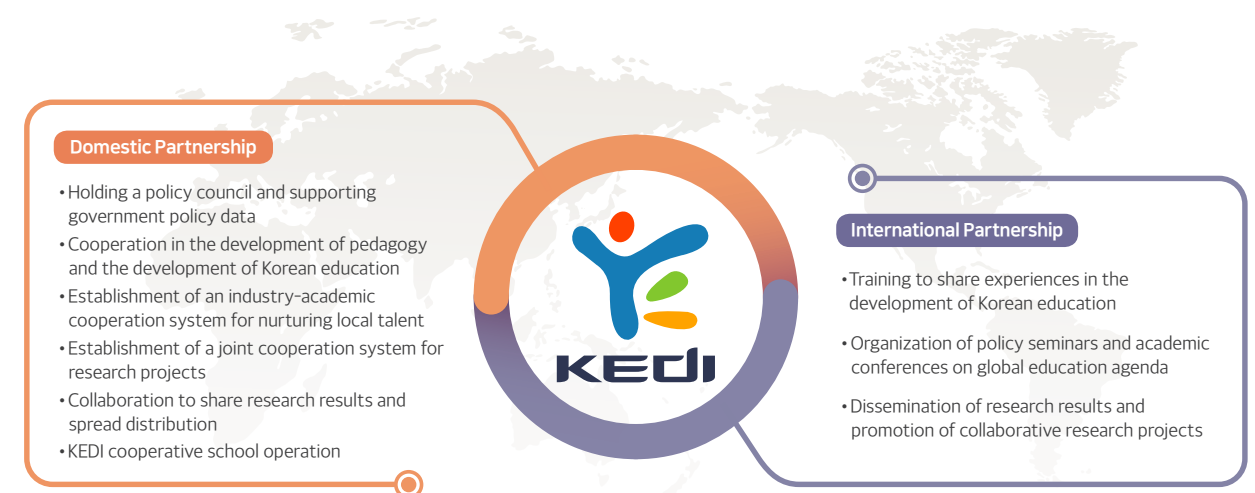 Domestic Partnership
•Holding a policy council and supporting
government policy data
•Cooperation in the development of pedagogy
and the development of Korean education
•Establishment of an industry-academic
cooperation system for nurturing local talent
•Establishment of a joint cooperation system for
research projects
•Collaboration to share research results and
spread distribution
•KEDI cooperative school operation
KEDI
International Partnership
•Training to share experiences in the
development of Korean education
•Organization of policy seminars and academic
conferences on global education agenda
•Dissemination of research results and
promotion of collaborative research projects